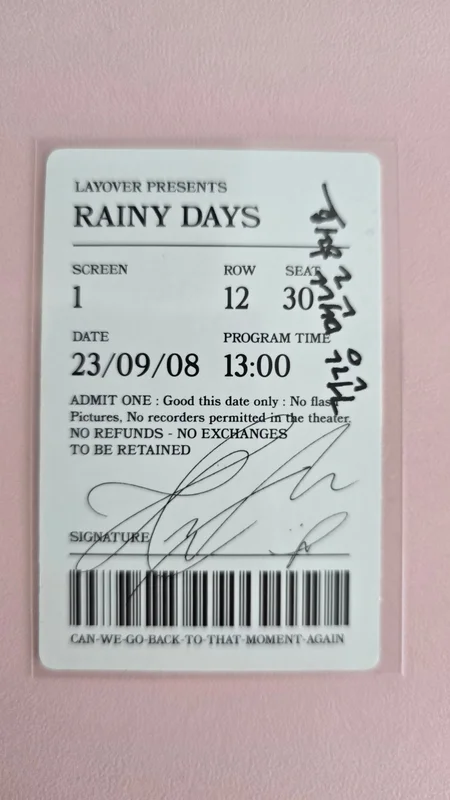 LAYOVER PRESENTS
RAINY DAYS
SCREEN ROW SEAT
1 12 30
DATE PROGRAM TIME
23/09/08 13:00
ADMIT ONE : Good this date only : No flash
Pictures, No recorders permitted in the theater.
NO REFUNDS - NO EXCHANGES
TO BE RETAINED
SIGNATURE
CAN-WE-GO-BACK-TO-THAT-MOMENT-AGAIN